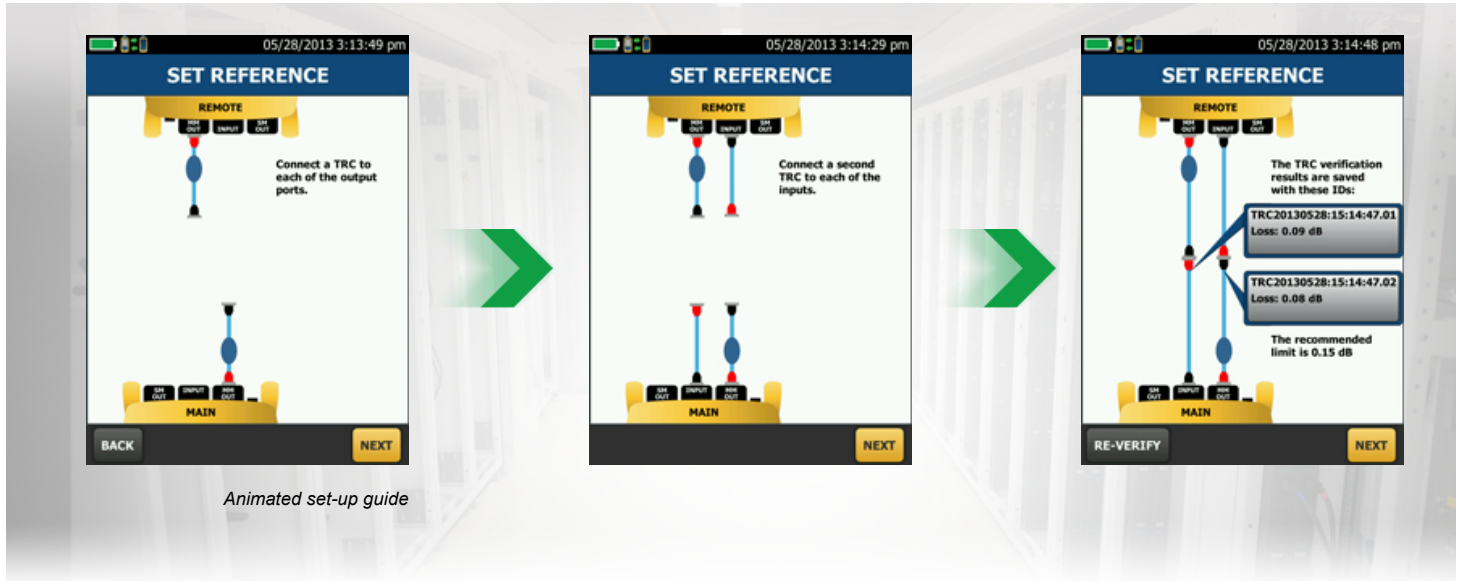 05/28/2013 3:13:49 pm
SET REFERENCE
REMOTE
MM
OUT
INPUT
SM
OUT
Connect a TRC to
each of the output
ports.
SM
OUT
INPUT
MM
OUT
MAIN
BACK
NEXT
Animated set-up guide
05/28/2013 3:14:29 pm
SET REFERENCE
REMOTE
MM
OUT
INPUT
SM
OUT
Connect a second
TRC to each of the
inputs.
SM
OUT
INPUT
MM
OUT
MAIN
NEXT
05/28/2013 3:14:48 pm
SET REFERENCE
REMOTE
MM
OUT
INPUT
SM
OUT
The TRC verification
results are saved
with these IDs:
TRC20130528:15:14:47.01
Loss: 0.09 dB
TRC20130528:15:14:47.02
Loss: 0.08 dB
The recommended
limit is 0.15 dB
SM
OUT
INPUT
MM
OUT
MAIN
RE-VERIFY
NEXT